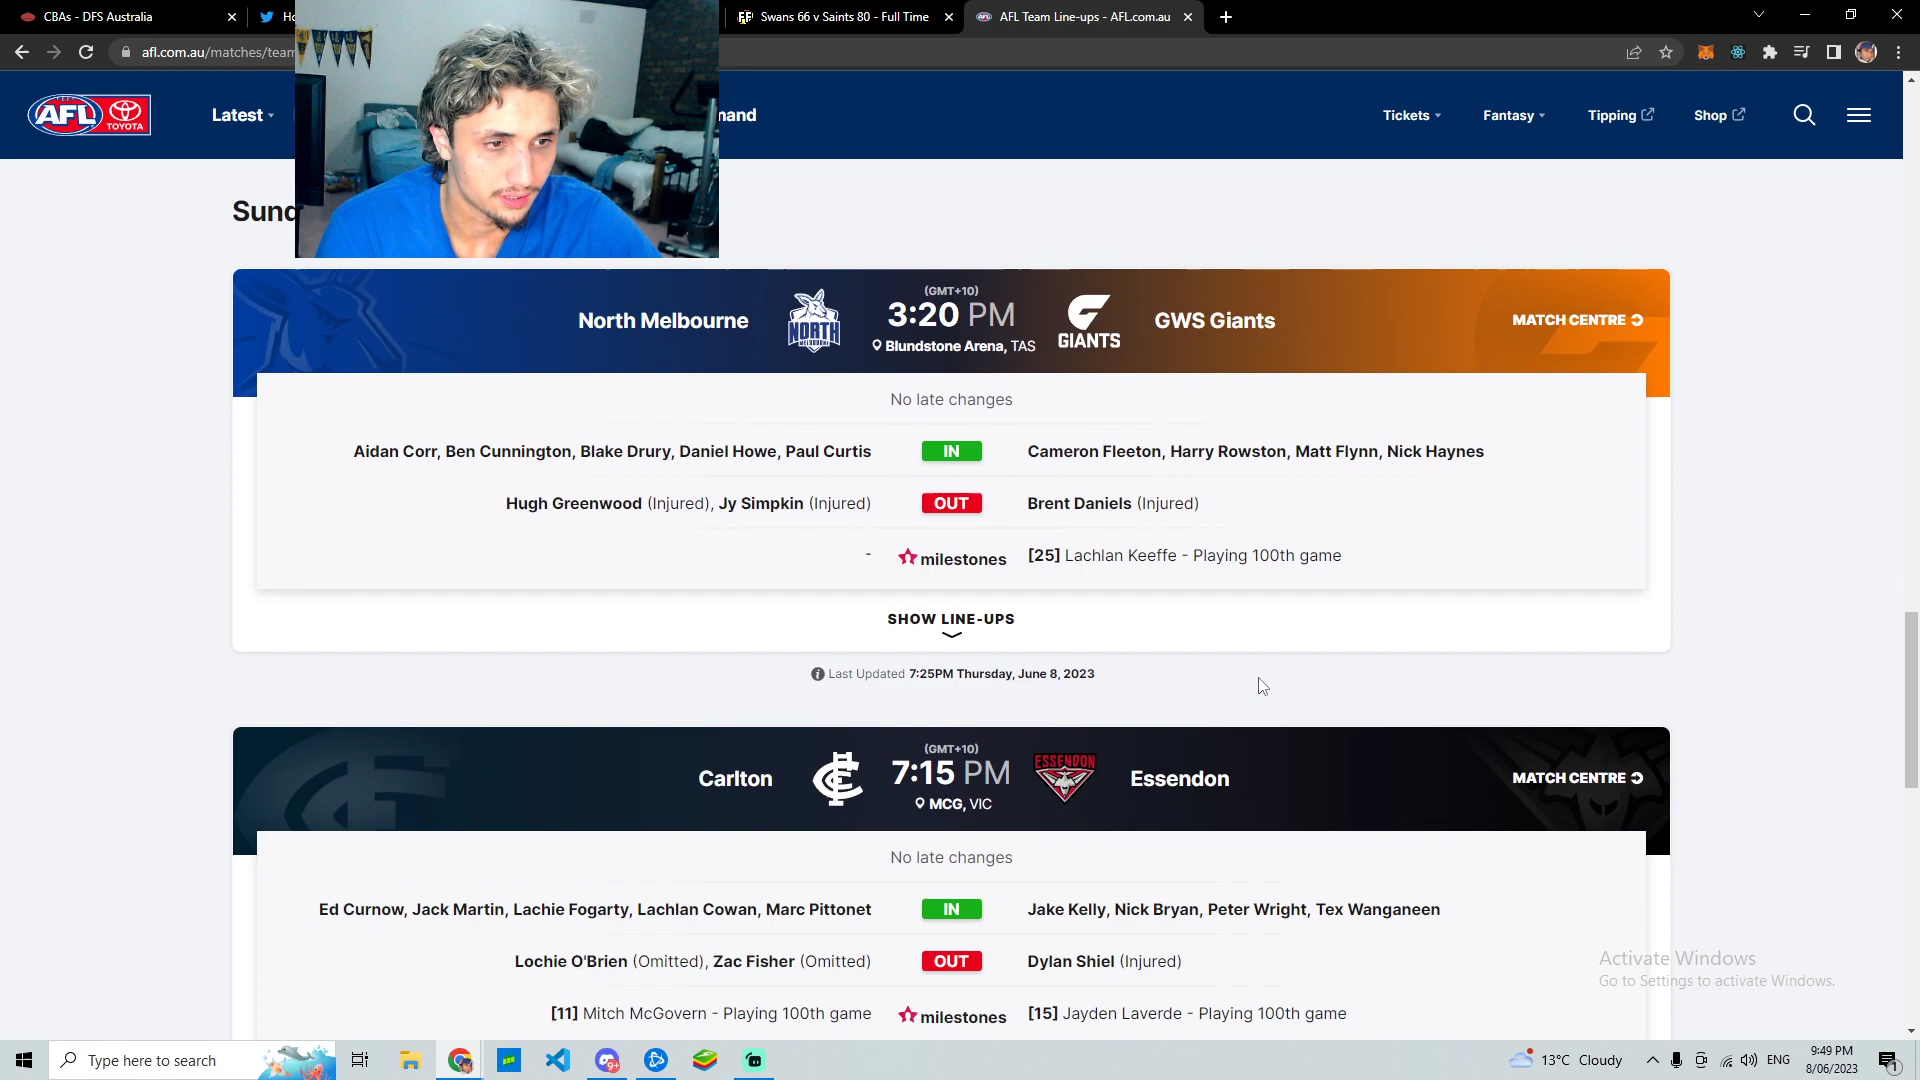 CBAs - DFS Australia
Swans 66 v Saints 80 - Full Time
AFL Team Line-ups - AFL.com.au
afl.com.au/matches/team
AFL
TOYOTA
Latest
mand
Tickets
Fantasy
Tipping
Shop
(GMT+10)
North Melbourne
NORTH
MELBOURNE
3:20 PM
Blundstone Arena, TAS
GIANTS
GWS Giants
MATCH CENTRE
No late changes
Aidan Corr, Ben Cunnington, Blake Drury, Daniel Howe, Paul Curtis
IN
Cameron Fleeton, Harry Rowston, Matt Flynn, Nick Haynes
Hugh Greenwood (Injured), Jy Simpkin (Injured)
OUT
Brent Daniels (Injured)
-
milestones
[25] Lachlan Keeffe - Playing 100th game
SHOW LINE-UPS
Last Updated 7:25PM Thursday, June 8, 2023
(GMT+10)
Carlton
7:15 PM
MCG, VIC
ESSENDON
Essendon
MATCH CENTRE
No late changes
Ed Curnow, Jack Martin, Lachie Fogarty, Lachlan Cowan, Marc Pittonet
IN
Jake Kelly, Nick Bryan, Peter Wright, Tex Wanganeen
Lochie O'Brien (Omitted), Zac Fisher (Omitted)
OUT
Dylan Shiel (Injured)
[11] Mitch McGovern - Playing 100th game
milestones
[15] Jayden Laverde - Playing 100th game
Activate Windows
Go to Settings to activate Windows.
Type here to search
9+
13°C Cloudy
ENG
9:49 PM
8/06/2023
1